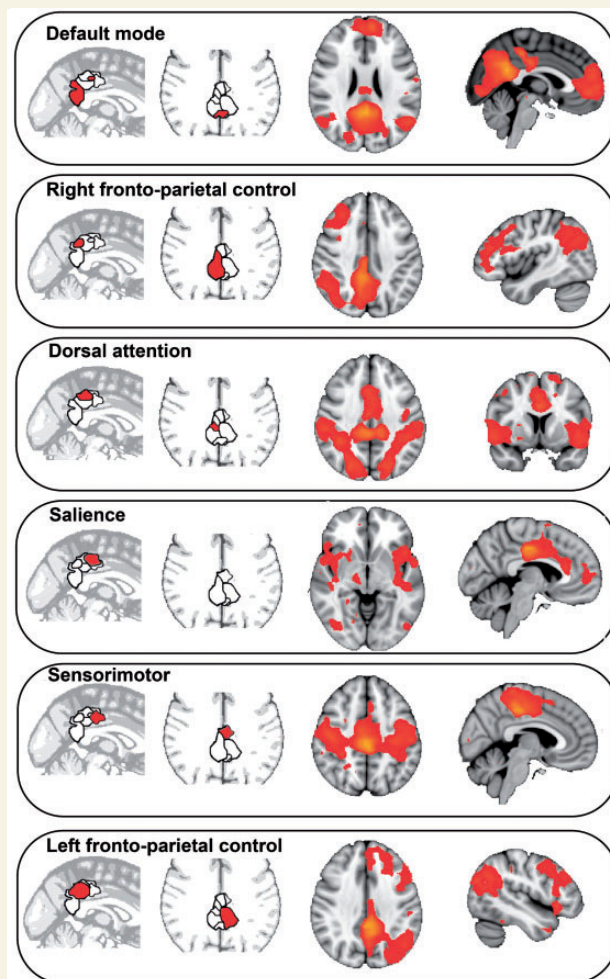 Default mode
Right fronto-parietal control
Dorsal attention
Salience
Sensorimotor
Left fronto-parietal control